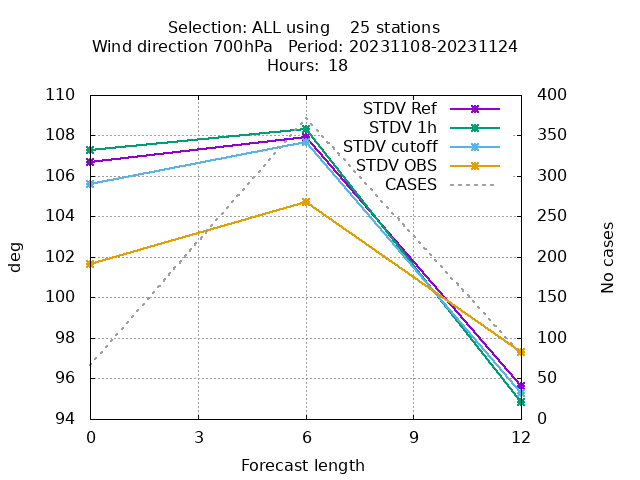 Selection: ALL using    25 stations
Wind direction 700hPa   Period: 20231108-20231124
Hours:  18
110
108
106
104
102
100
98
96
94
deg
STDV Ref
STDV 1h
STDV cutoff
STDV OBS
CASES
400
350
300
250
200
150
100
50
0
No cases
0
3
6
9
12
Forecast length